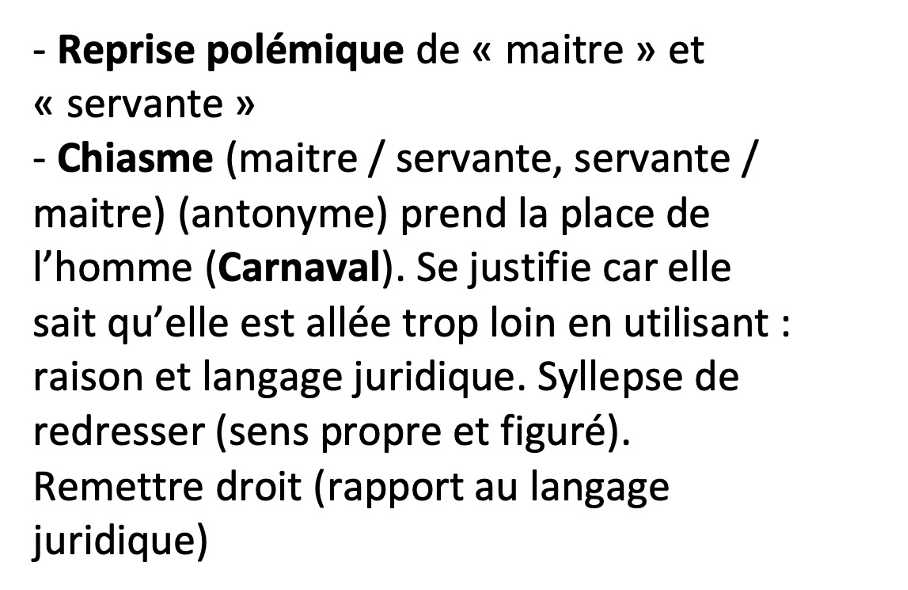 - Reprise polémique de « maitre » et
« servante »
- Chiasme (maitre / servante, servante /
maitre) (antonyme) prend la place de
l’homme (Carnaval). Se justifie car elle
sait qu’elle est allée trop loin en utilisant :
raison et langage juridique. Syllepse de
redresser (sens propre et figuré).
Remettre droit (rapport au langage
juridique)